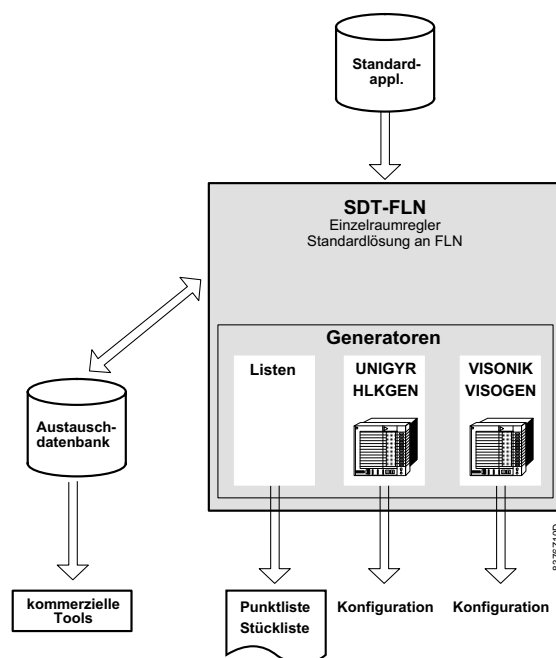 Standard-
appl.
SDT-FLN
Einzelraumregler
Standardlösung an FLN
Generatoren
Listen
UNIGYR
HLKGEN
VISONIK
VISOGEN
Austausch-
datenbank
kommerzielle
Tools
Punktliste
Stückliste
Konfiguration
Konfiguration